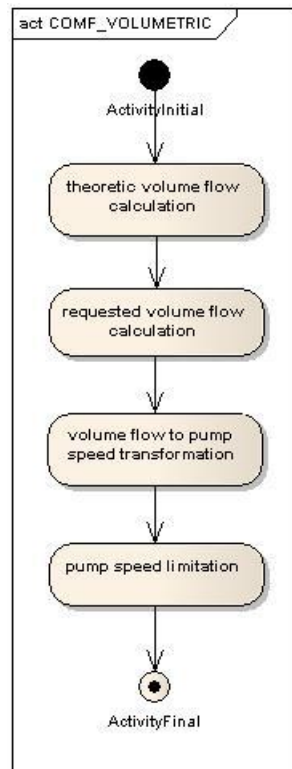 act COMF_VOLUMETRIC
ActivityInitial
theoretic volume flow
calculation
requested volume flow
calculation
volume flow to pump
speed transformation
pump speed limitation
ActivityFinal